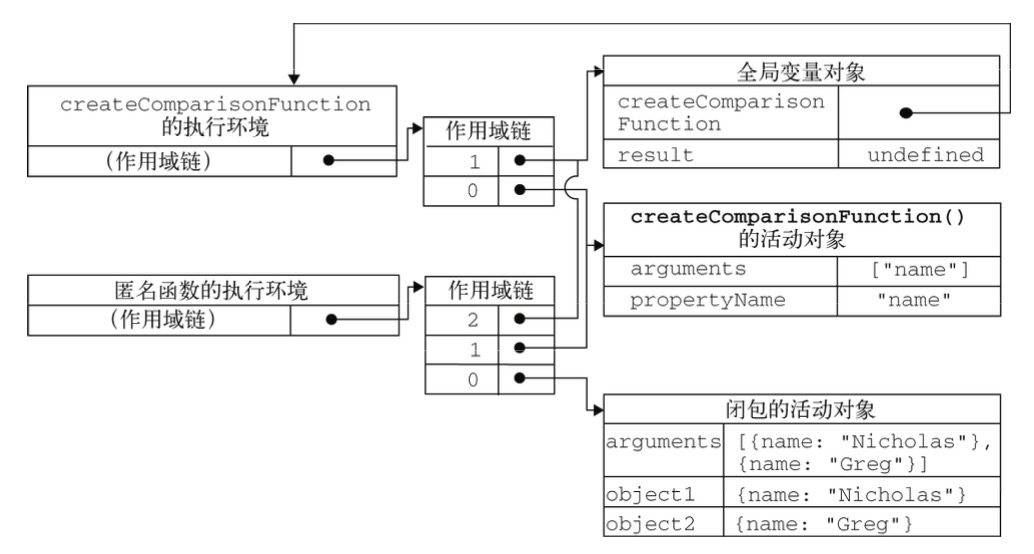 createComparisonFunction
的执行环境
(作用域链)
作用域链
1
0
全局变量对象
createComparison
Function
result undefined
createComparisonFunction()
的活动对象
arguments ["name"]
propertyName "name"
匿名函数的执行环境
(作用域链)
作用域链
2
1
0
闭包的活动对象
arguments [{name: "Nicholas"},
{name: "Greg"}]
object1 {name: "Nicholas"}
object2 {name: "Greg"}